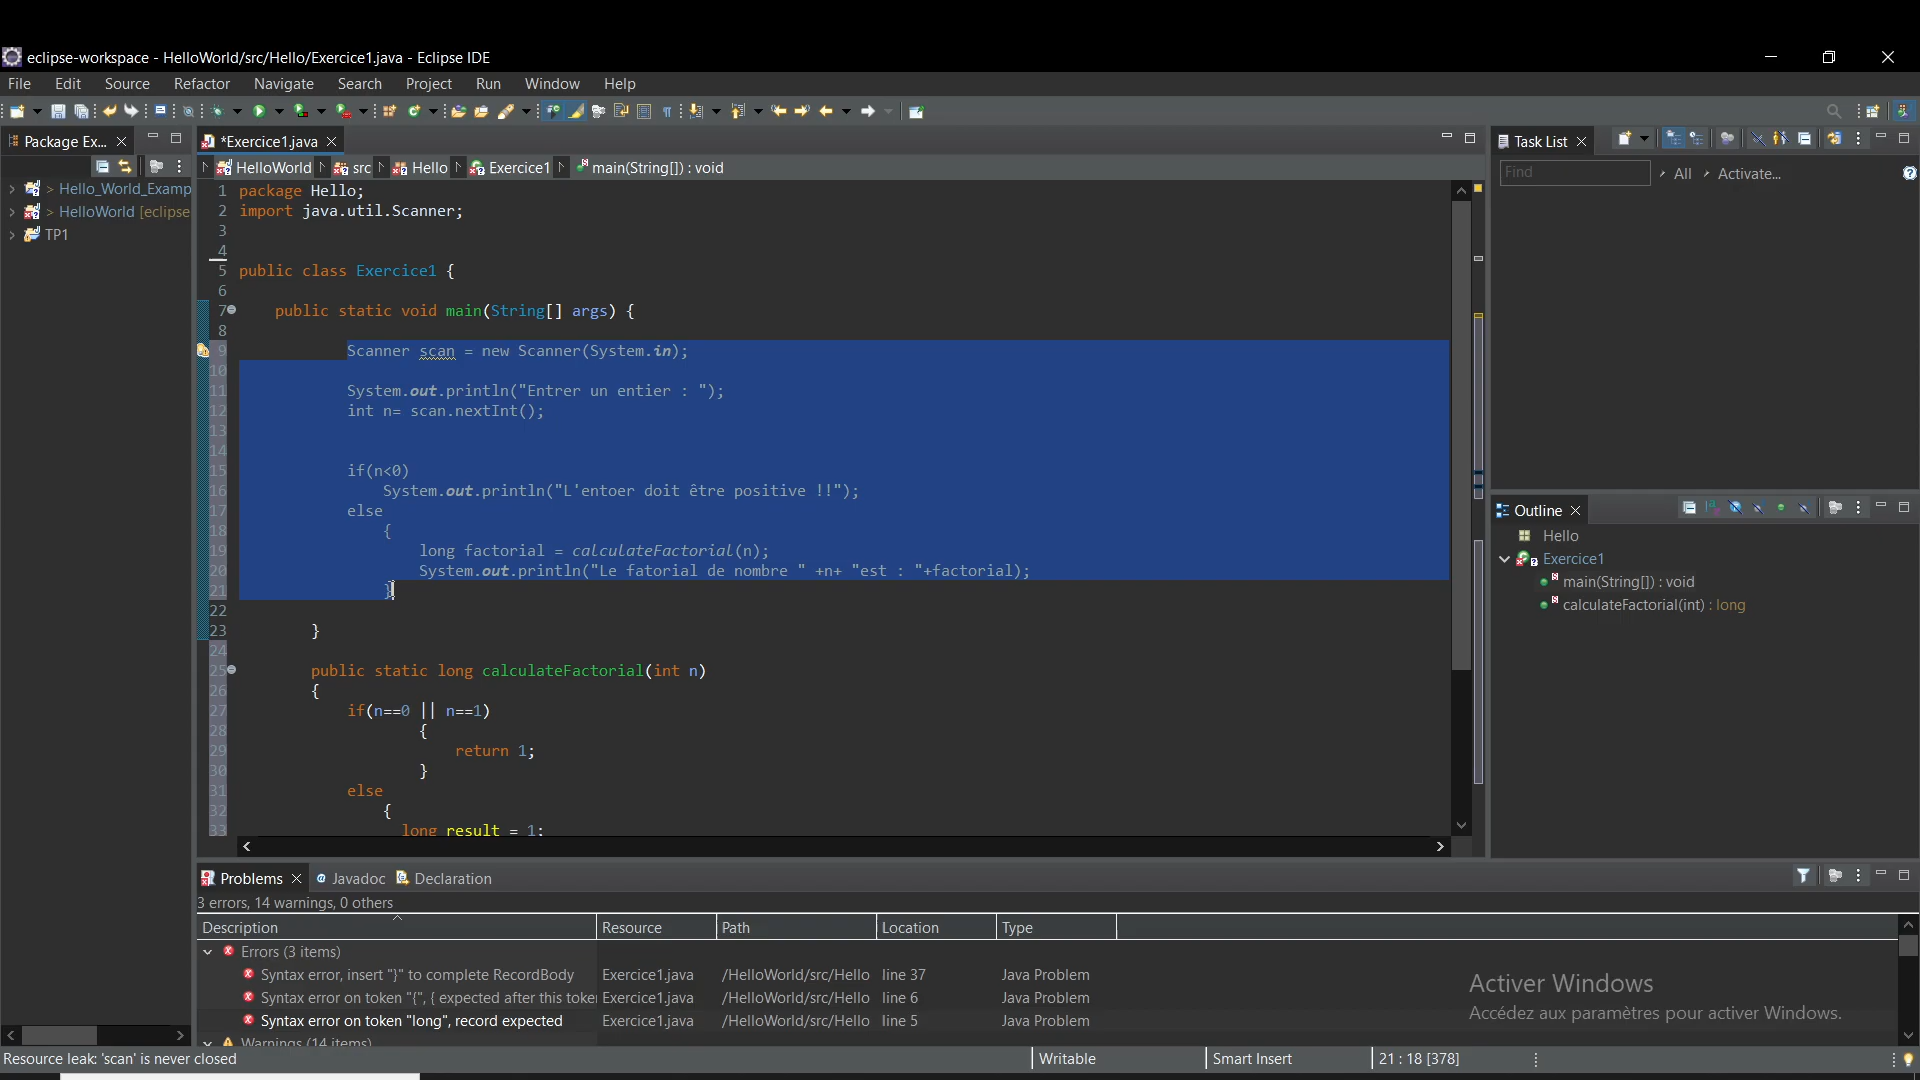 eclipse-workspace - HelloWorld/src/Hello/Exercice1.java - Eclipse IDE
File Edit Source Refactor Navigate Search Project Run Window Help
Package Ex...
*Exercice1.java
Task List
HelloWorld src Hello Exercice1 main(String[]) : void
Find All Activate...
> Hello_World_Examp
> HelloWorld [eclipse
TP1
1 package Hello;
2 import java.util.Scanner;
3
4
5 public class Exercice1 {
6
7 public static void main(String[] args) {
8
9 Scanner scan = new Scanner(System.in);
10
11 System.out.println("Entrer un entier : ");
12 int n= scan.nextInt();
13
14
15 if(n<0)
16 System.out.println("L'entoer doit être positive !!");
17 else
18 {
19 long factorial = calculateFactorial(n);
20 System.out.println("Le fatorial de nombre " +n+ "est : "+factorial);
21 }
22
23 }
24
25 public static long calculateFactorial(int n)
26 {
27 if(n==0 || n==1)
28 {
29 return 1;
30 }
31 else
32 {
33 long result = 1;
Outline
Hello
Exercice1
main(String[]) : void
calculateFactorial(int) : long
Problems Javadoc Declaration
3 errors, 14 warnings, 0 others
Description Resource Path Location Type
Errors (3 items)
Syntax error, insert "}" to complete RecordBody Exercice1.java /HelloWorld/src/Hello line 37 Java Problem
Syntax error on token "{", { expected after this toke Exercice1.java /HelloWorld/src/Hello line 6 Java Problem
Syntax error on token "long", record expected Exercice1.java /HelloWorld/src/Hello line 5 Java Problem
Warnings (14 items)
Activer Windows
Accédez aux paramètres pour activer Windows.
Resource leak: 'scan' is never closed Writable Smart Insert 21 : 18 [378]